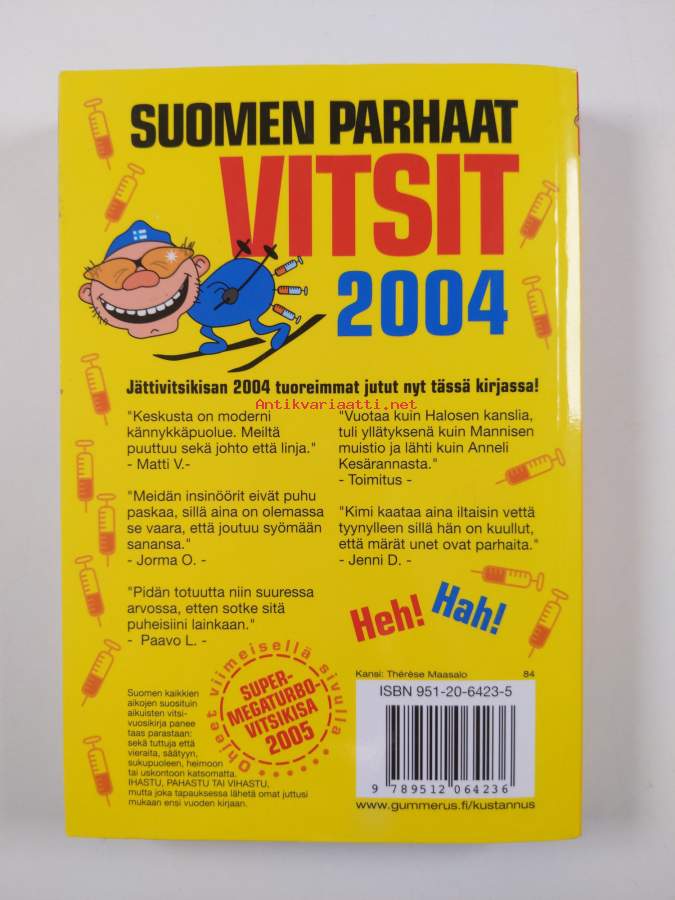 SUOMEN PARHAAT
VITSIT
2004
Jättivitsikisan 2004 tuoreimmat jutut nyt tässä kirjassa!
Antikvariaatti.net
"Keskusta on moderni
kännykkäpuolue. Meiltä
puuttuu sekä johto että linja."
- Matti V.-
"Meidän insinöörit eivät puhu
paskaa, sillä aina on olemassa
se vaara, että joutuu syömään
sanansa."
- Jorma O. -
"Pidän totuutta niin suuressa
arvossa, etten sotke sitä
puheisiini lainkaan."
- Paavo L. -
"Vuotaa kuin Halosen kanslia,
tuli yllätyksenä kuin Mannisen
muistio ja lähti kuin Anneli
Kesärannasta."
- Toimitus -
"Kimi kaataa aina iltaisin vettä
tyynylleen sillä hän on kuullut,
että märät unet ovat parhaita."
- Jenni D. -
Heh! Hah!
Suomen kaikkien
aikojen suosituin
aikuisten vitsi-
vuosikirja panee
taas parastaan:
sekä tuttuja että
vieraita, säätyyn,
sukupuoleen, heimoon
tai uskontoon katsomatta.
IHASTU, PAHASTU TAI VIHASTU,
mutta joka tapauksessa lähetä omat juttusi
mukaan ensi vuoden kirjaan.
Ohjeet viimeisellä sivulla
SUPER-
MEGATURBO-
VITSIKISA
2005
Kansi: Thérèse Maasalo 84
ISBN 951-20-6423-5
9 789512 064236
www.gummerus.fi/kustannus